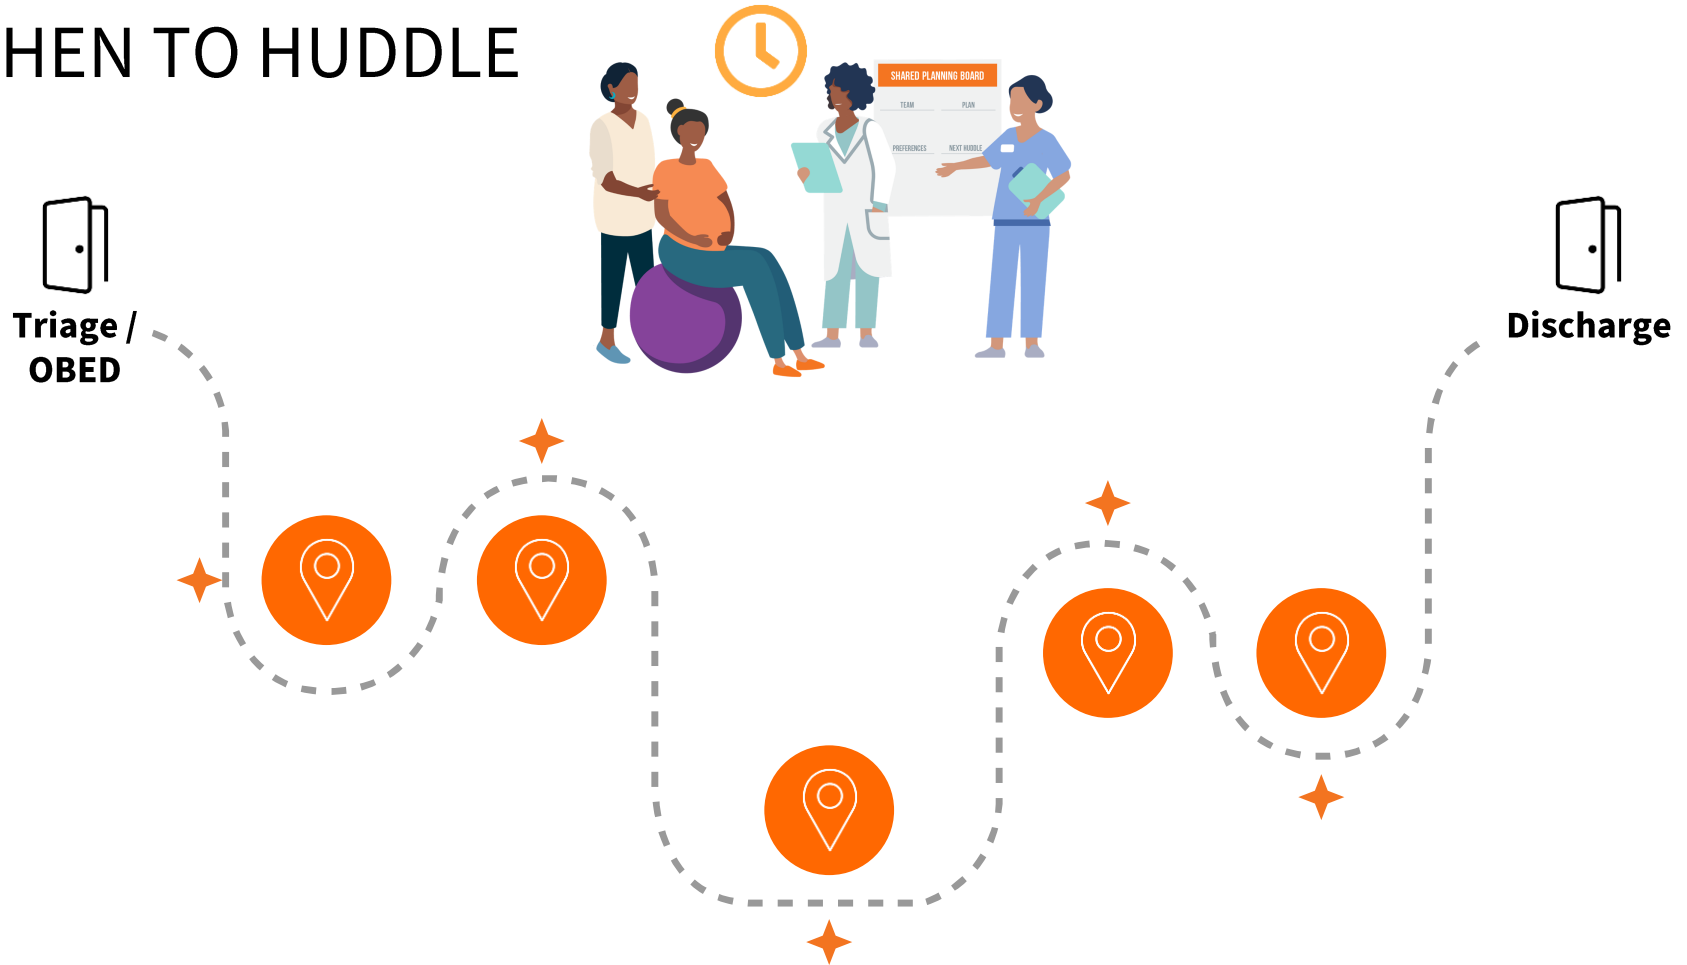 HEN TO HUDDLE
SHARED PLANNING BOARD
TEAM PLAN
PREFERENCES NEXT HUDDLE
Triage /
OBED
Discharge